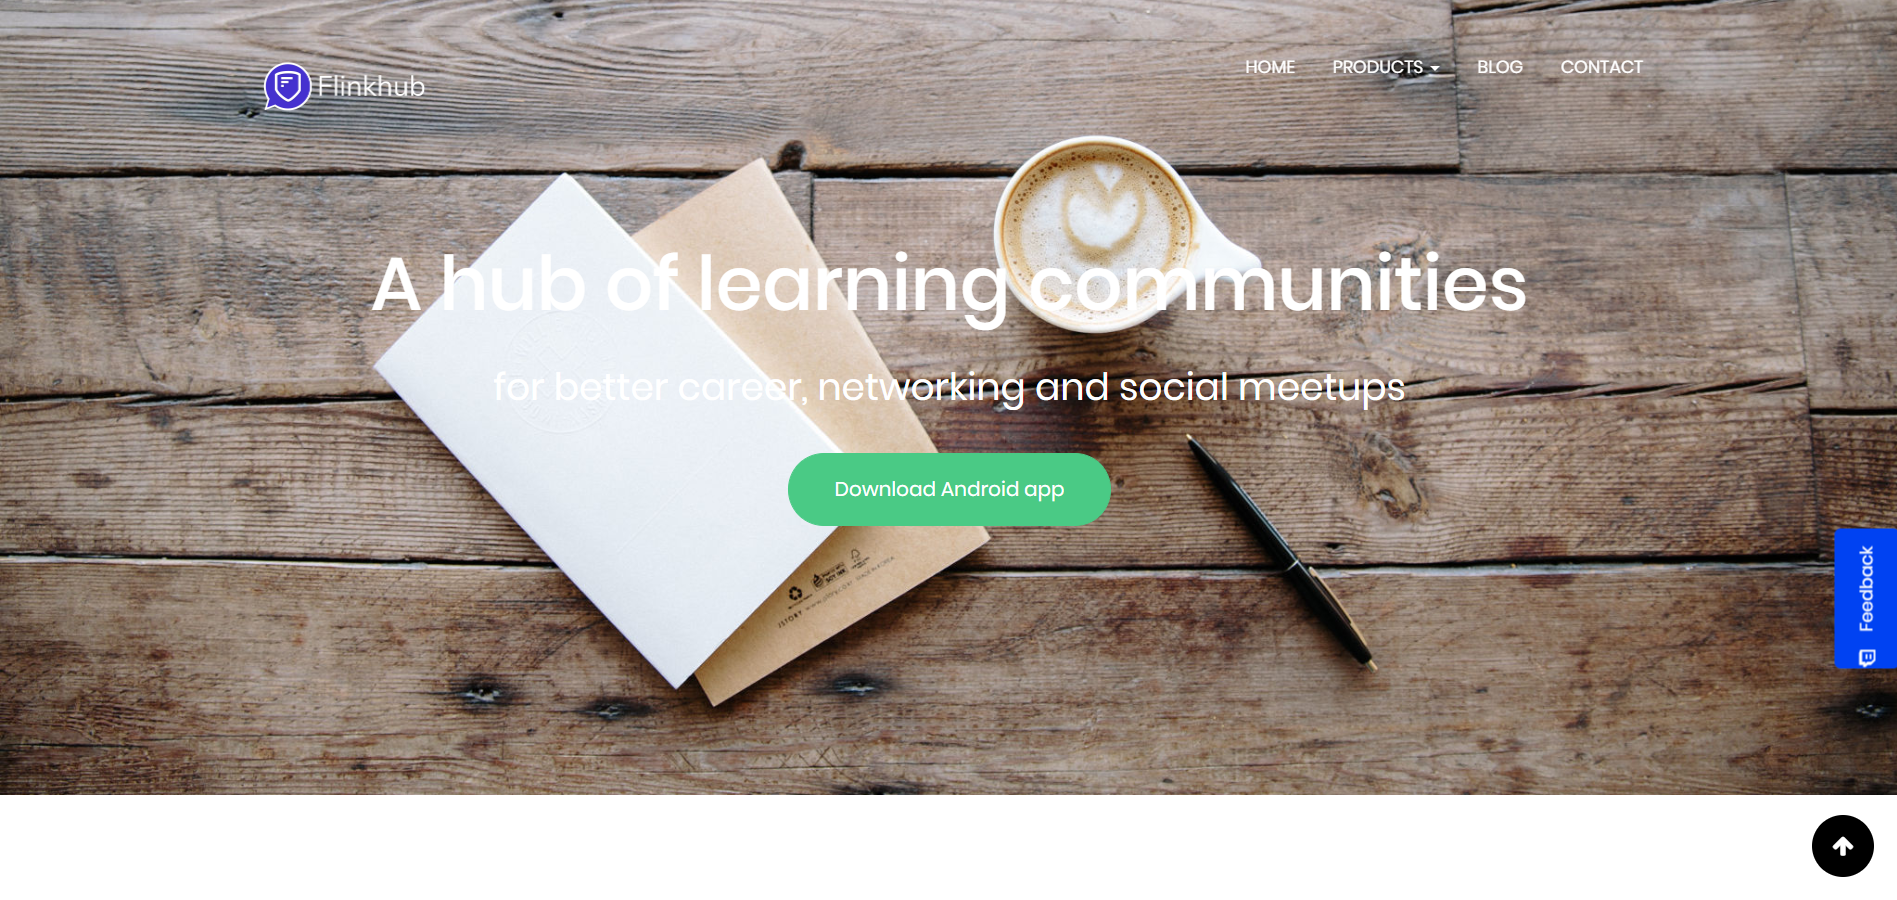 Flinkhub
HOME PRODUCTS BLOG CONTACT
A hub of learning communities
for better career, networking and social meetups
Download Android app
Feedback